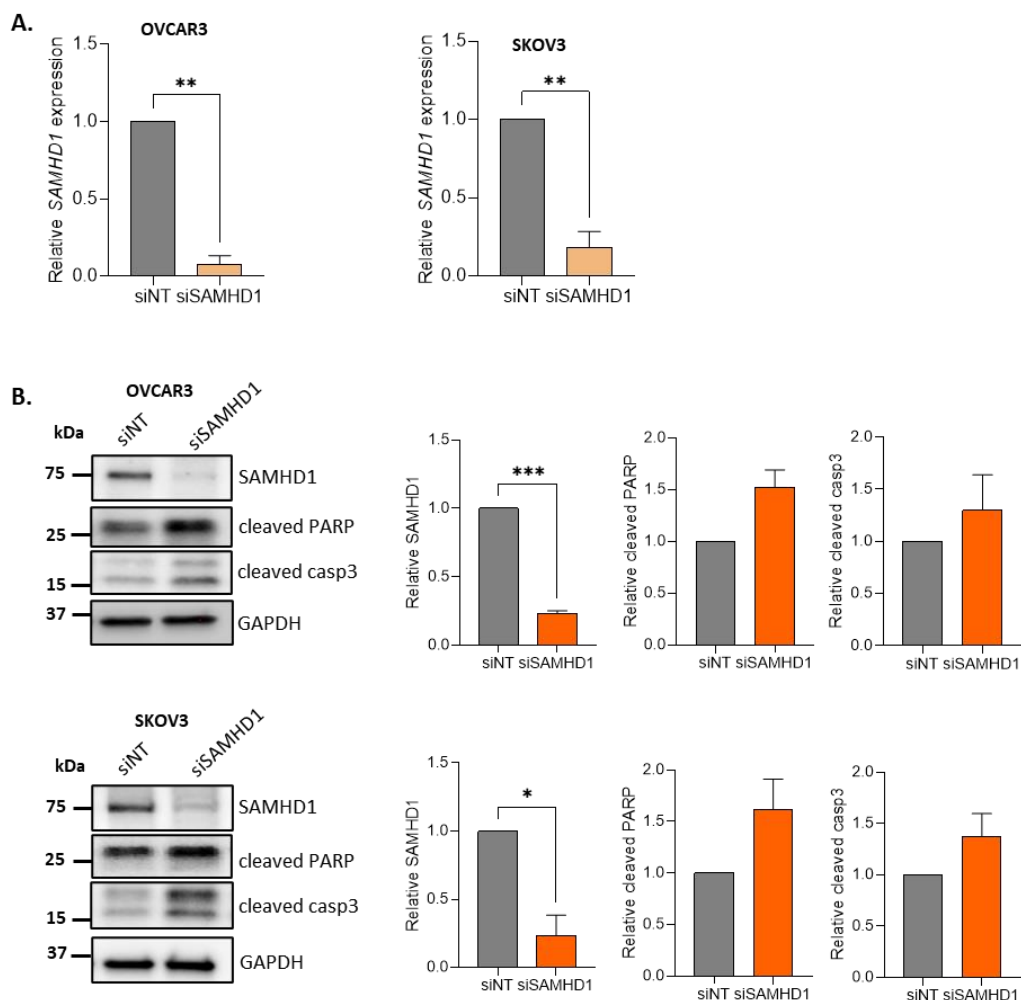 A.
OVCAR3
Relative SAMHD1 expression
1.5
1.0
0.5
0.0
**
siNT siSAMHD1
SKOV3
Relative SAMHD1 expression
1.5
1.0
0.5
0.0
**
siNT siSAMHD1
B.
OVCAR3
kDa
siNT
siSAMHD1
75
SAMHD1
25
cleaved PARP
15
cleaved casp3
37
GAPDH
Relative SAMHD1
1.5
1.0
0.5
0.0
***
siNT siSAMHD1
Relative cleaved PARP
2.0
1.5
1.0
0.5
0.0
siNT siSAMHD1
Relative cleaved casp3
2.0
1.5
1.0
0.5
0.0
siNT siSAMHD1
SKOV3
kDa
siNT
siSAMHD1
75
SAMHD1
25
cleaved PARP
15
cleaved casp3
37
GAPDH
Relative SAMHD1
1.5
1.0
0.5
0.0
*
siNT siSAMHD1
Relative cleaved PARP
2.0
1.5
1.0
0.5
0.0
siNT siSAMHD1
Relative cleaved casp3
2.0
1.5
1.0
0.5
0.0
siNT siSAMHD1